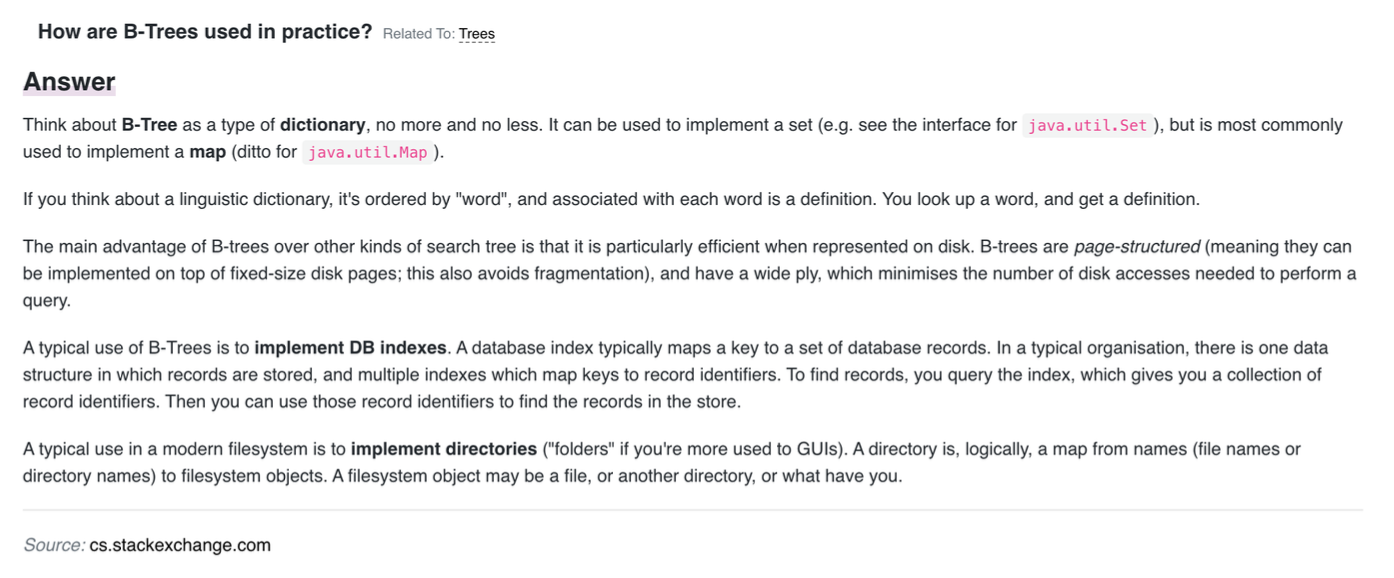 How are B-Trees used in practice? Related To: Trees
Answer
Think about B-Tree as a type of dictionary, no more and no less. It can be used to implement a set (e.g. see the interface for java.util.Set ), but is most commonly
used to implement a map (ditto for java.util.Map ).
If you think about a linguistic dictionary, it's ordered by "word", and associated with each word is a definition. You look up a word, and get a definition.
The main advantage of B-trees over other kinds of search tree is that it is particularly efficient when represented on disk. B-trees are page-structured (meaning they can
be implemented on top of fixed-size disk pages; this also avoids fragmentation), and have a wide ply, which minimises the number of disk accesses needed to perform a
query.
A typical use of B-Trees is to implement DB indexes. A database index typically maps a key to a set of database records. In a typical organisation, there is one data
structure in which records are stored, and multiple indexes which map keys to record identifiers. To find records, you query the index, which gives you a collection of
record identifiers. Then you can use those record identifiers to find the records in the store.
A typical use in a modern filesystem is to implement directories ("folders" if you're more used to GUIs). A directory is, logically, a map from names (file names or
directory names) to filesystem objects. A filesystem object may be a file, or another directory, or what have you.
Source: cs.stackexchange.com